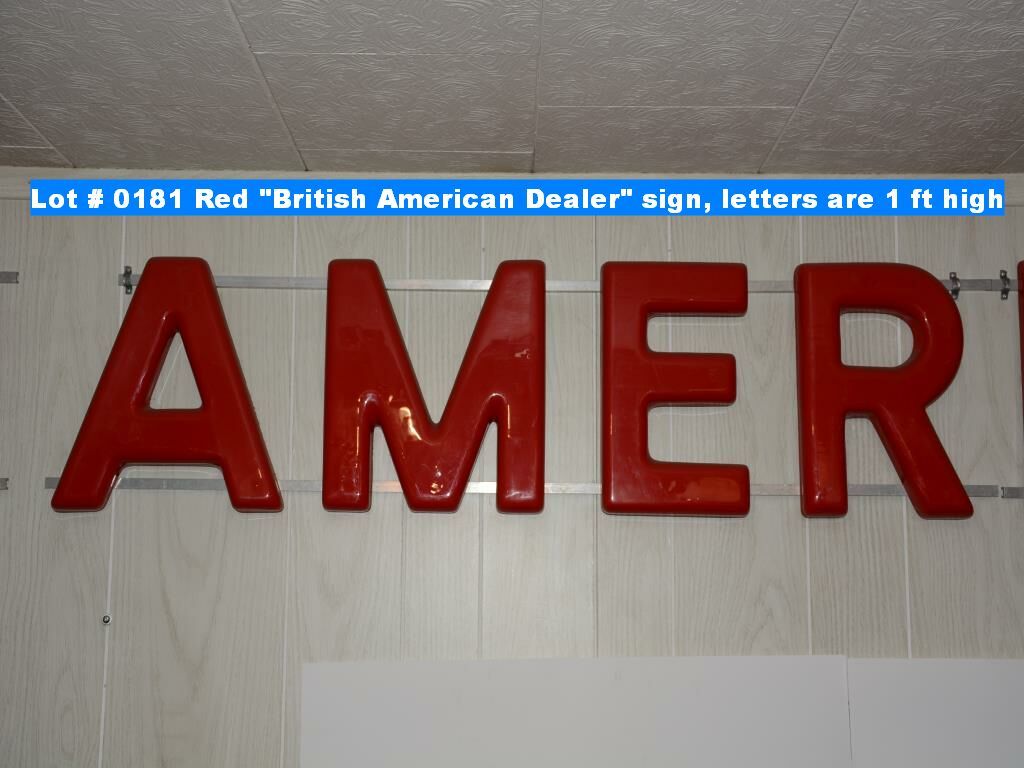 Lot # 0181 Red "British American Dealer" sign, letters are 1 ft high
AMER